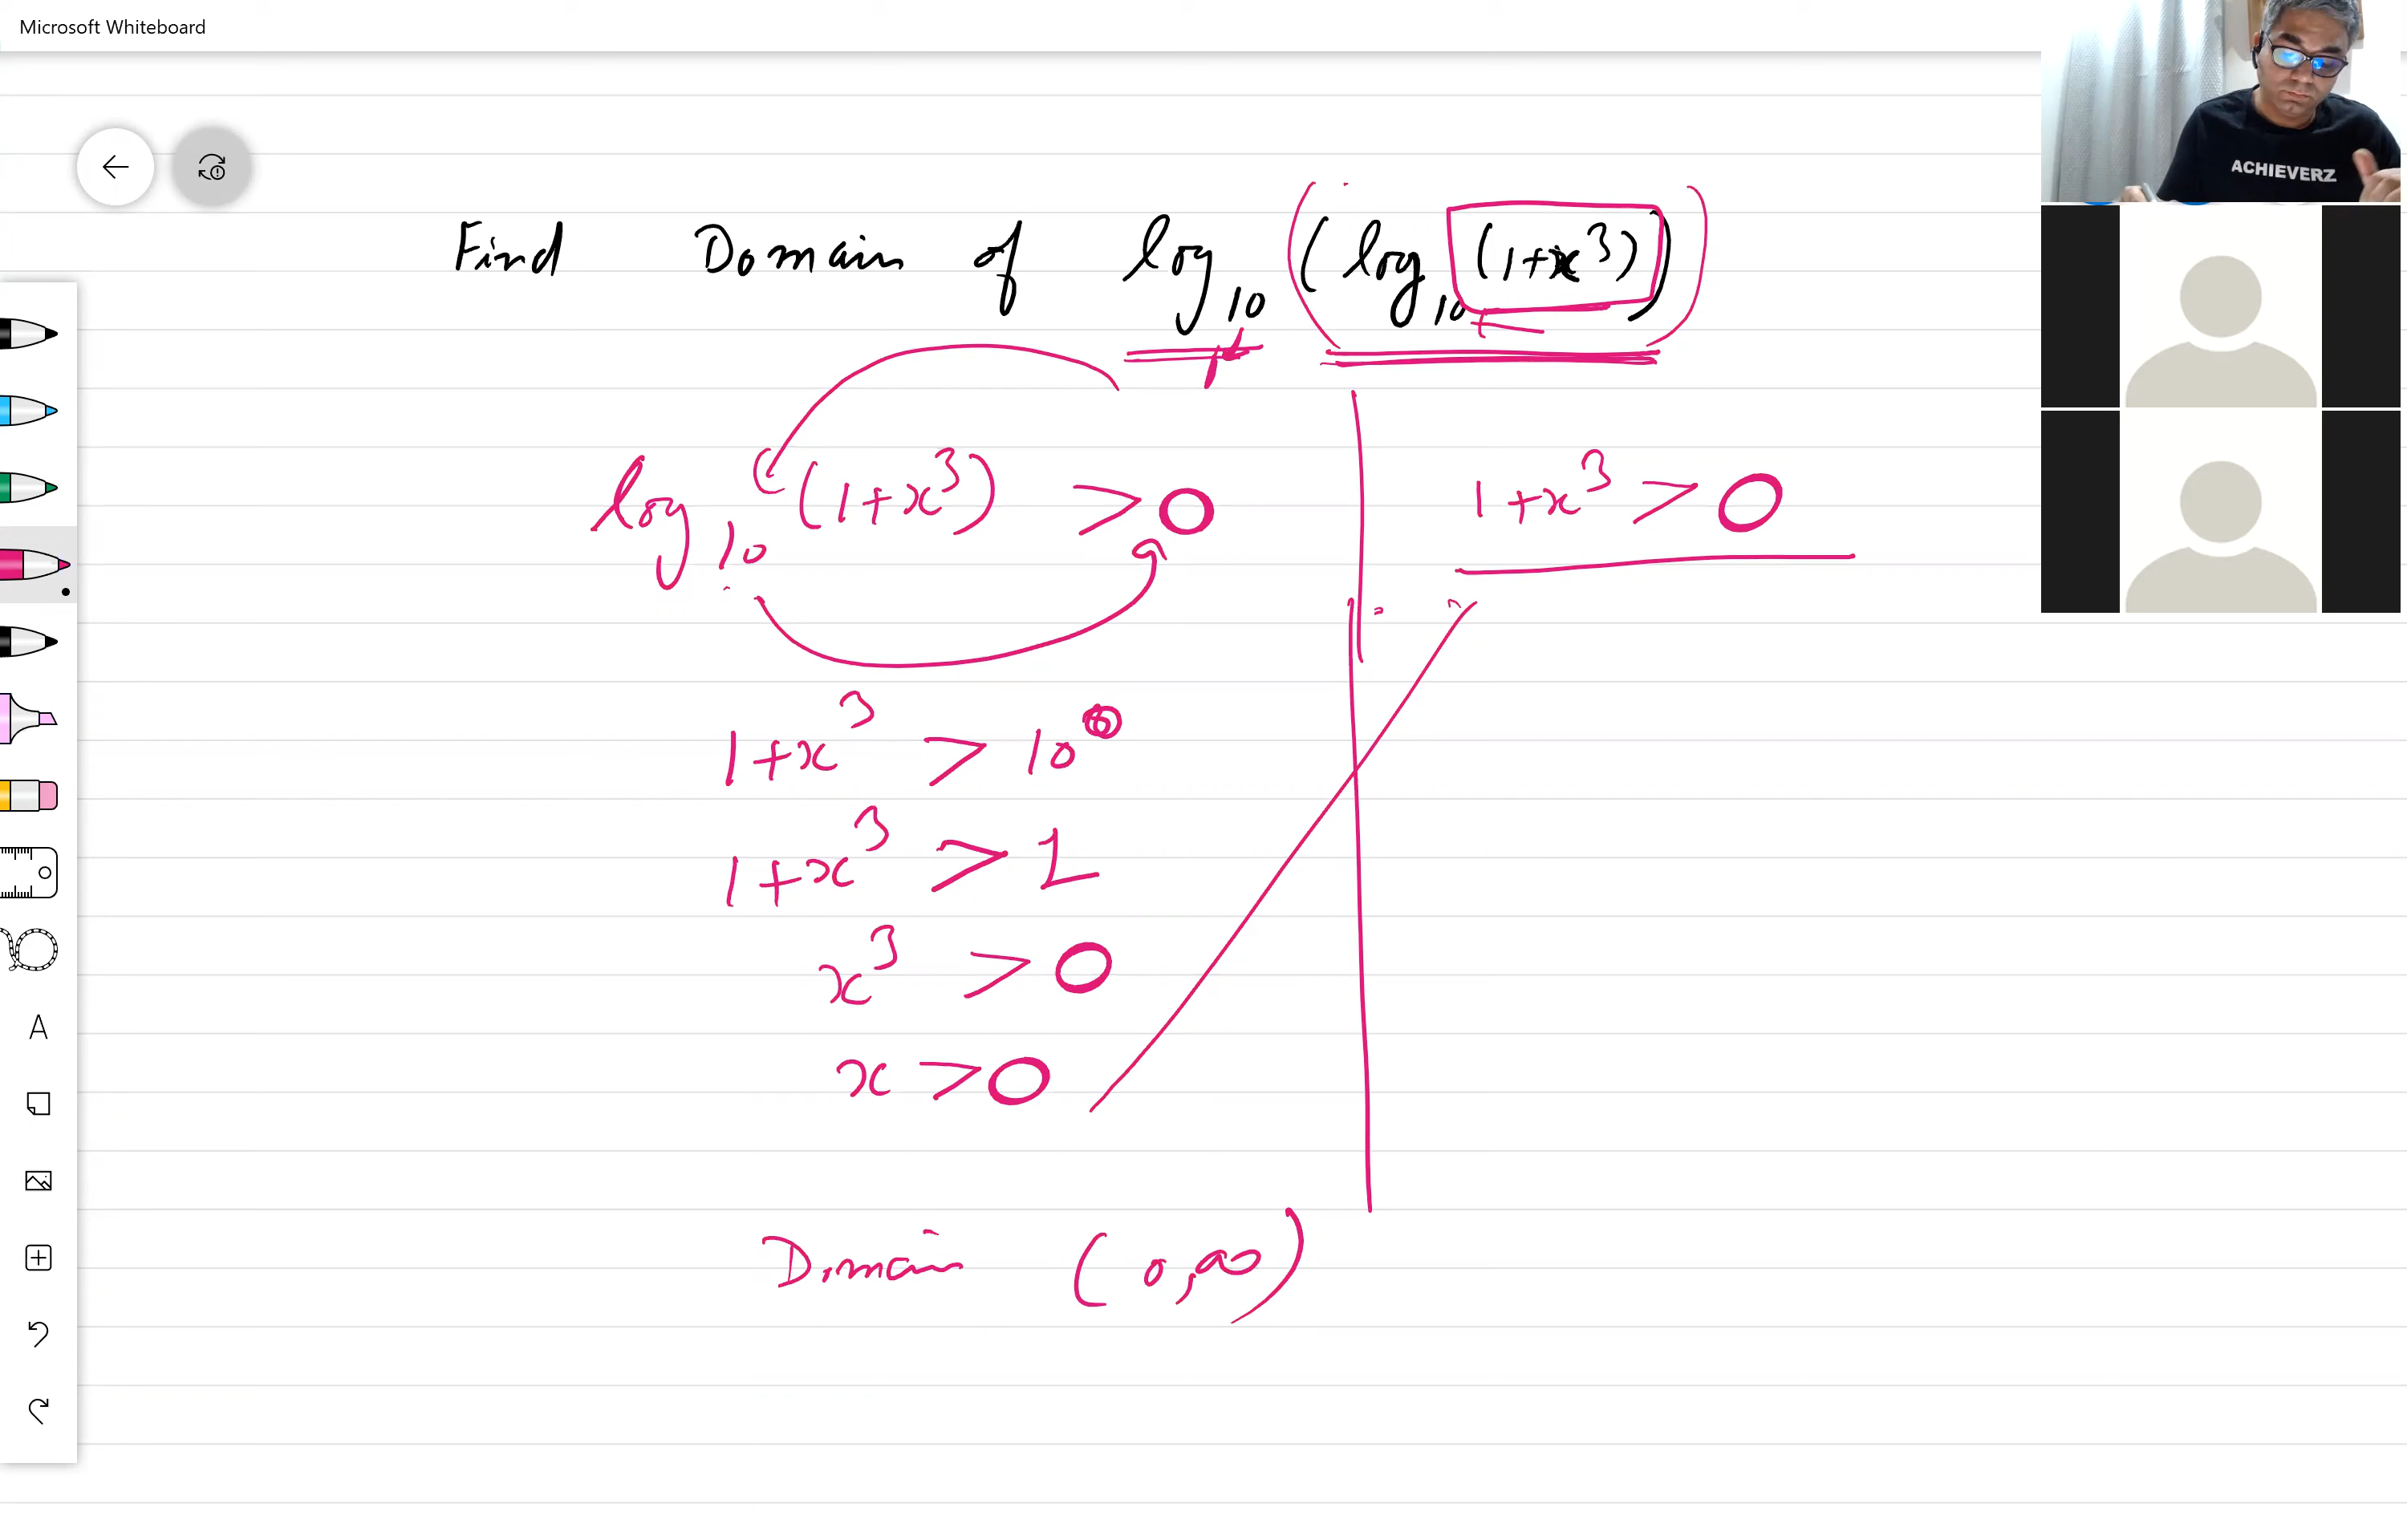 Microsoft Whiteboard
ACHIEVERZ
Find Domain of log₁₀ (log₁₀ (1+x³))
log₁₀ (1+x³) > 0
1+x³ > 0
1+x³ > 10⁰
1+x³ > 1
x³ > 0
x > 0
A
Domain (0,∞)